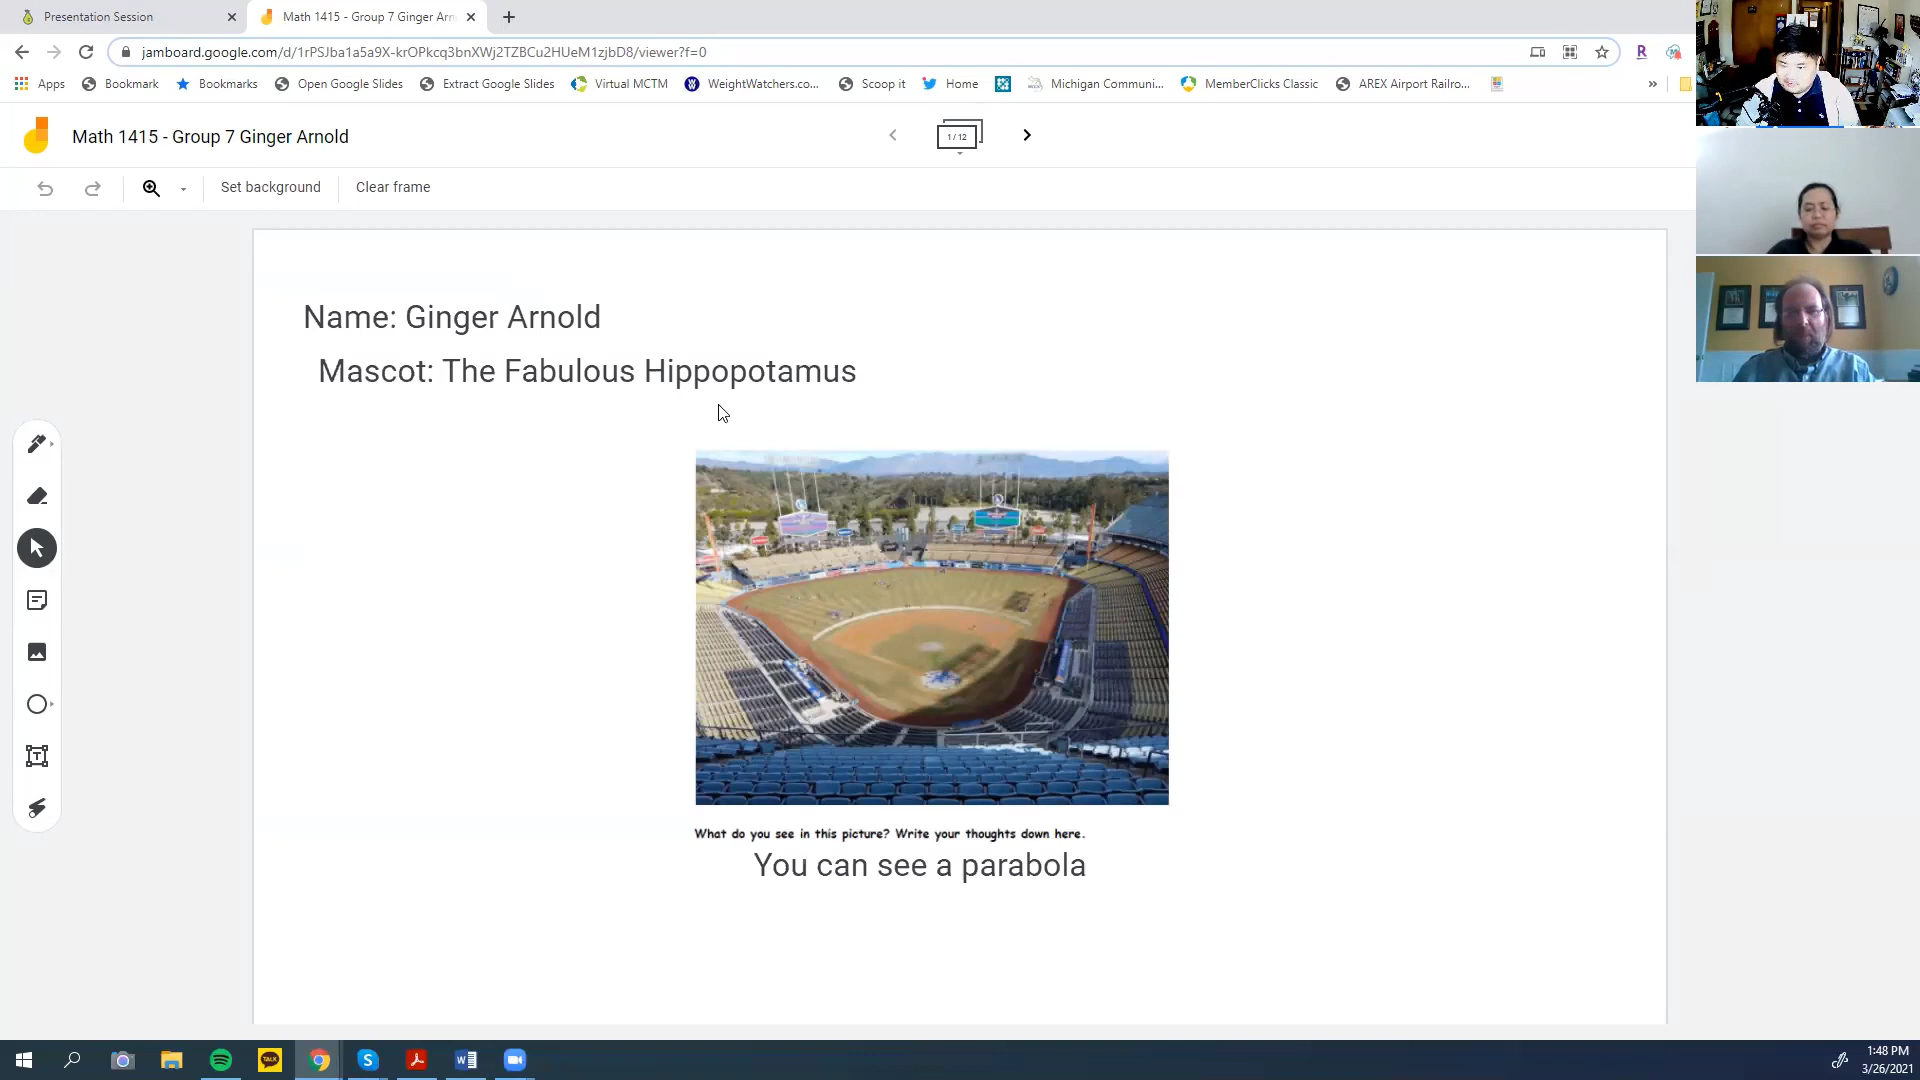 Presentation Session
Math 1415 - Group 7 Ginger Arn
jamboard.google.com/d/1rPSJba1a5a9X-krOPkcq3bnXWj2TZBCu2HUeM1zjbD8/viewer?f=0
Apps Bookmark Bookmarks Open Google Slides Extract Google Slides Virtual MCTM WeightWatchers.co... Scoop it Home Michigan Communi... MemberClicks Classic AREX Airport Railro... »
Math 1415 - Group 7 Ginger Arnold
1 / 12
Set background Clear frame
Name: Ginger Arnold
Mascot: The Fabulous Hippopotamus
What do you see in this picture? Write your thoughts down here.
You can see a parabola
1:48 PM
3/26/2021